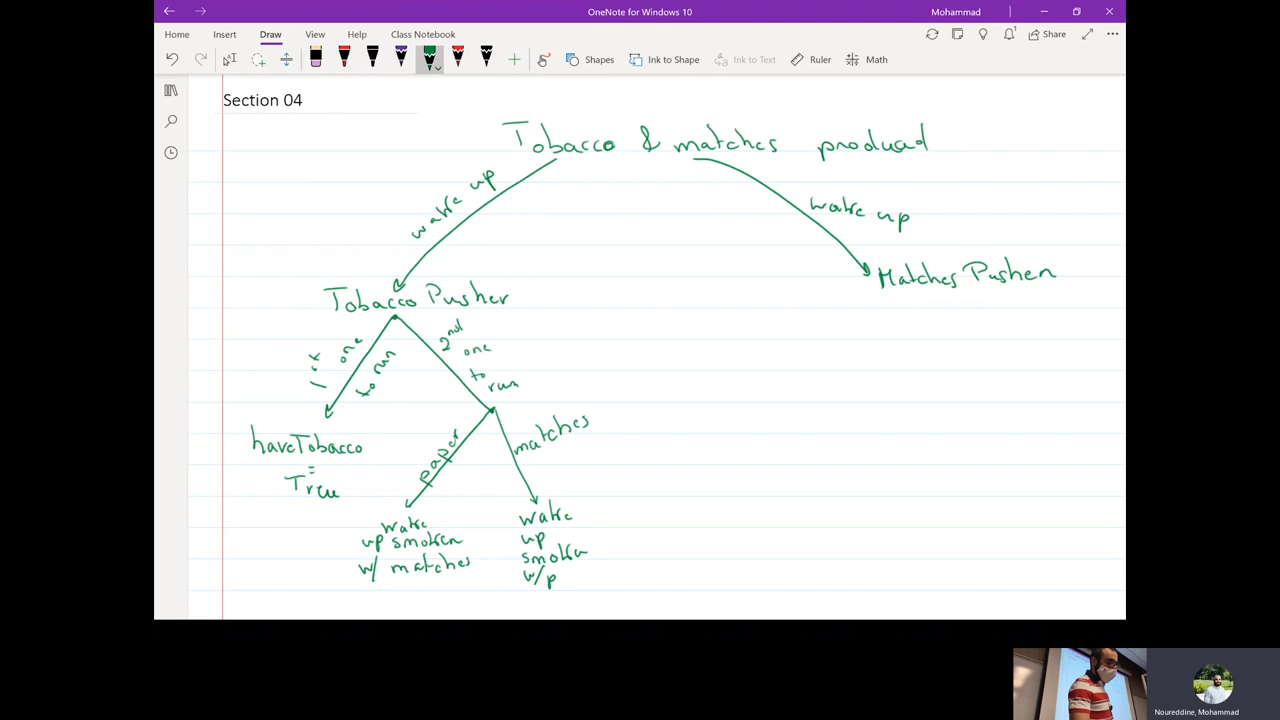 OneNote for Windows 10
Mohammad
Home Insert Draw View Help Class Notebook
Share
Shapes Ink to Shape Ink to Text Ruler Math
Section 04
Tobacco & matches produced
wake up
wake up
Tobacco Pusher
Matches Pusher
1st one to run
2nd one to run
haveTobacco
=
True
paper
matches
wake
up smoker
w/ matches
wake
up
smoker
w/p
Noureddine, Mohammad